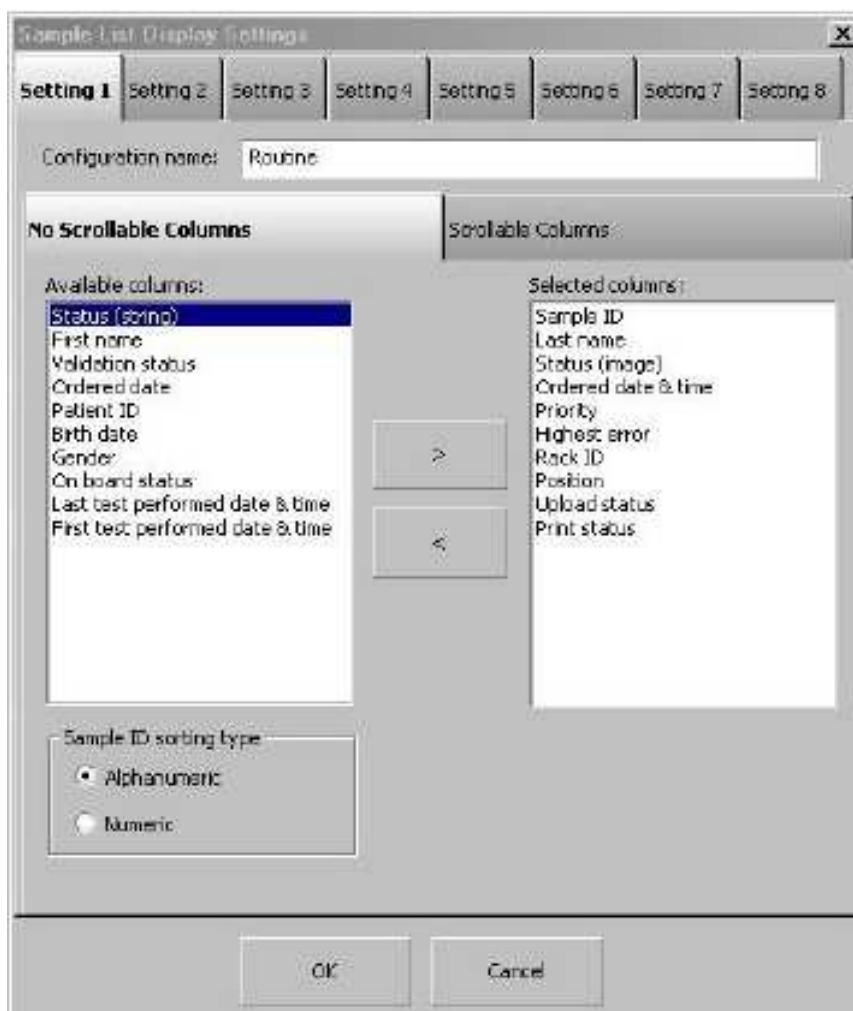 Sample List Display Settings
Setting 1 Setting 2 Setting 3 Setting 4 Setting 5 Setting 6 Setting 7 Setting 8
Configuration name: Routine
No Scrollable Columns Scrollable Columns
Available columns:
Status (string)
First name
Validation status
Ordered date
Patient ID
Birth date
Gender
On board status
Last test performed date & time
First test performed date & time
>
<
Selected columns:
Sample ID
Last name
Status (image)
Ordered date & time
Priority
Highest error
Rack ID
Position
Upload status
Print status
Sample ID sorting type
Alphanumeric
Numeric
OK Cancel